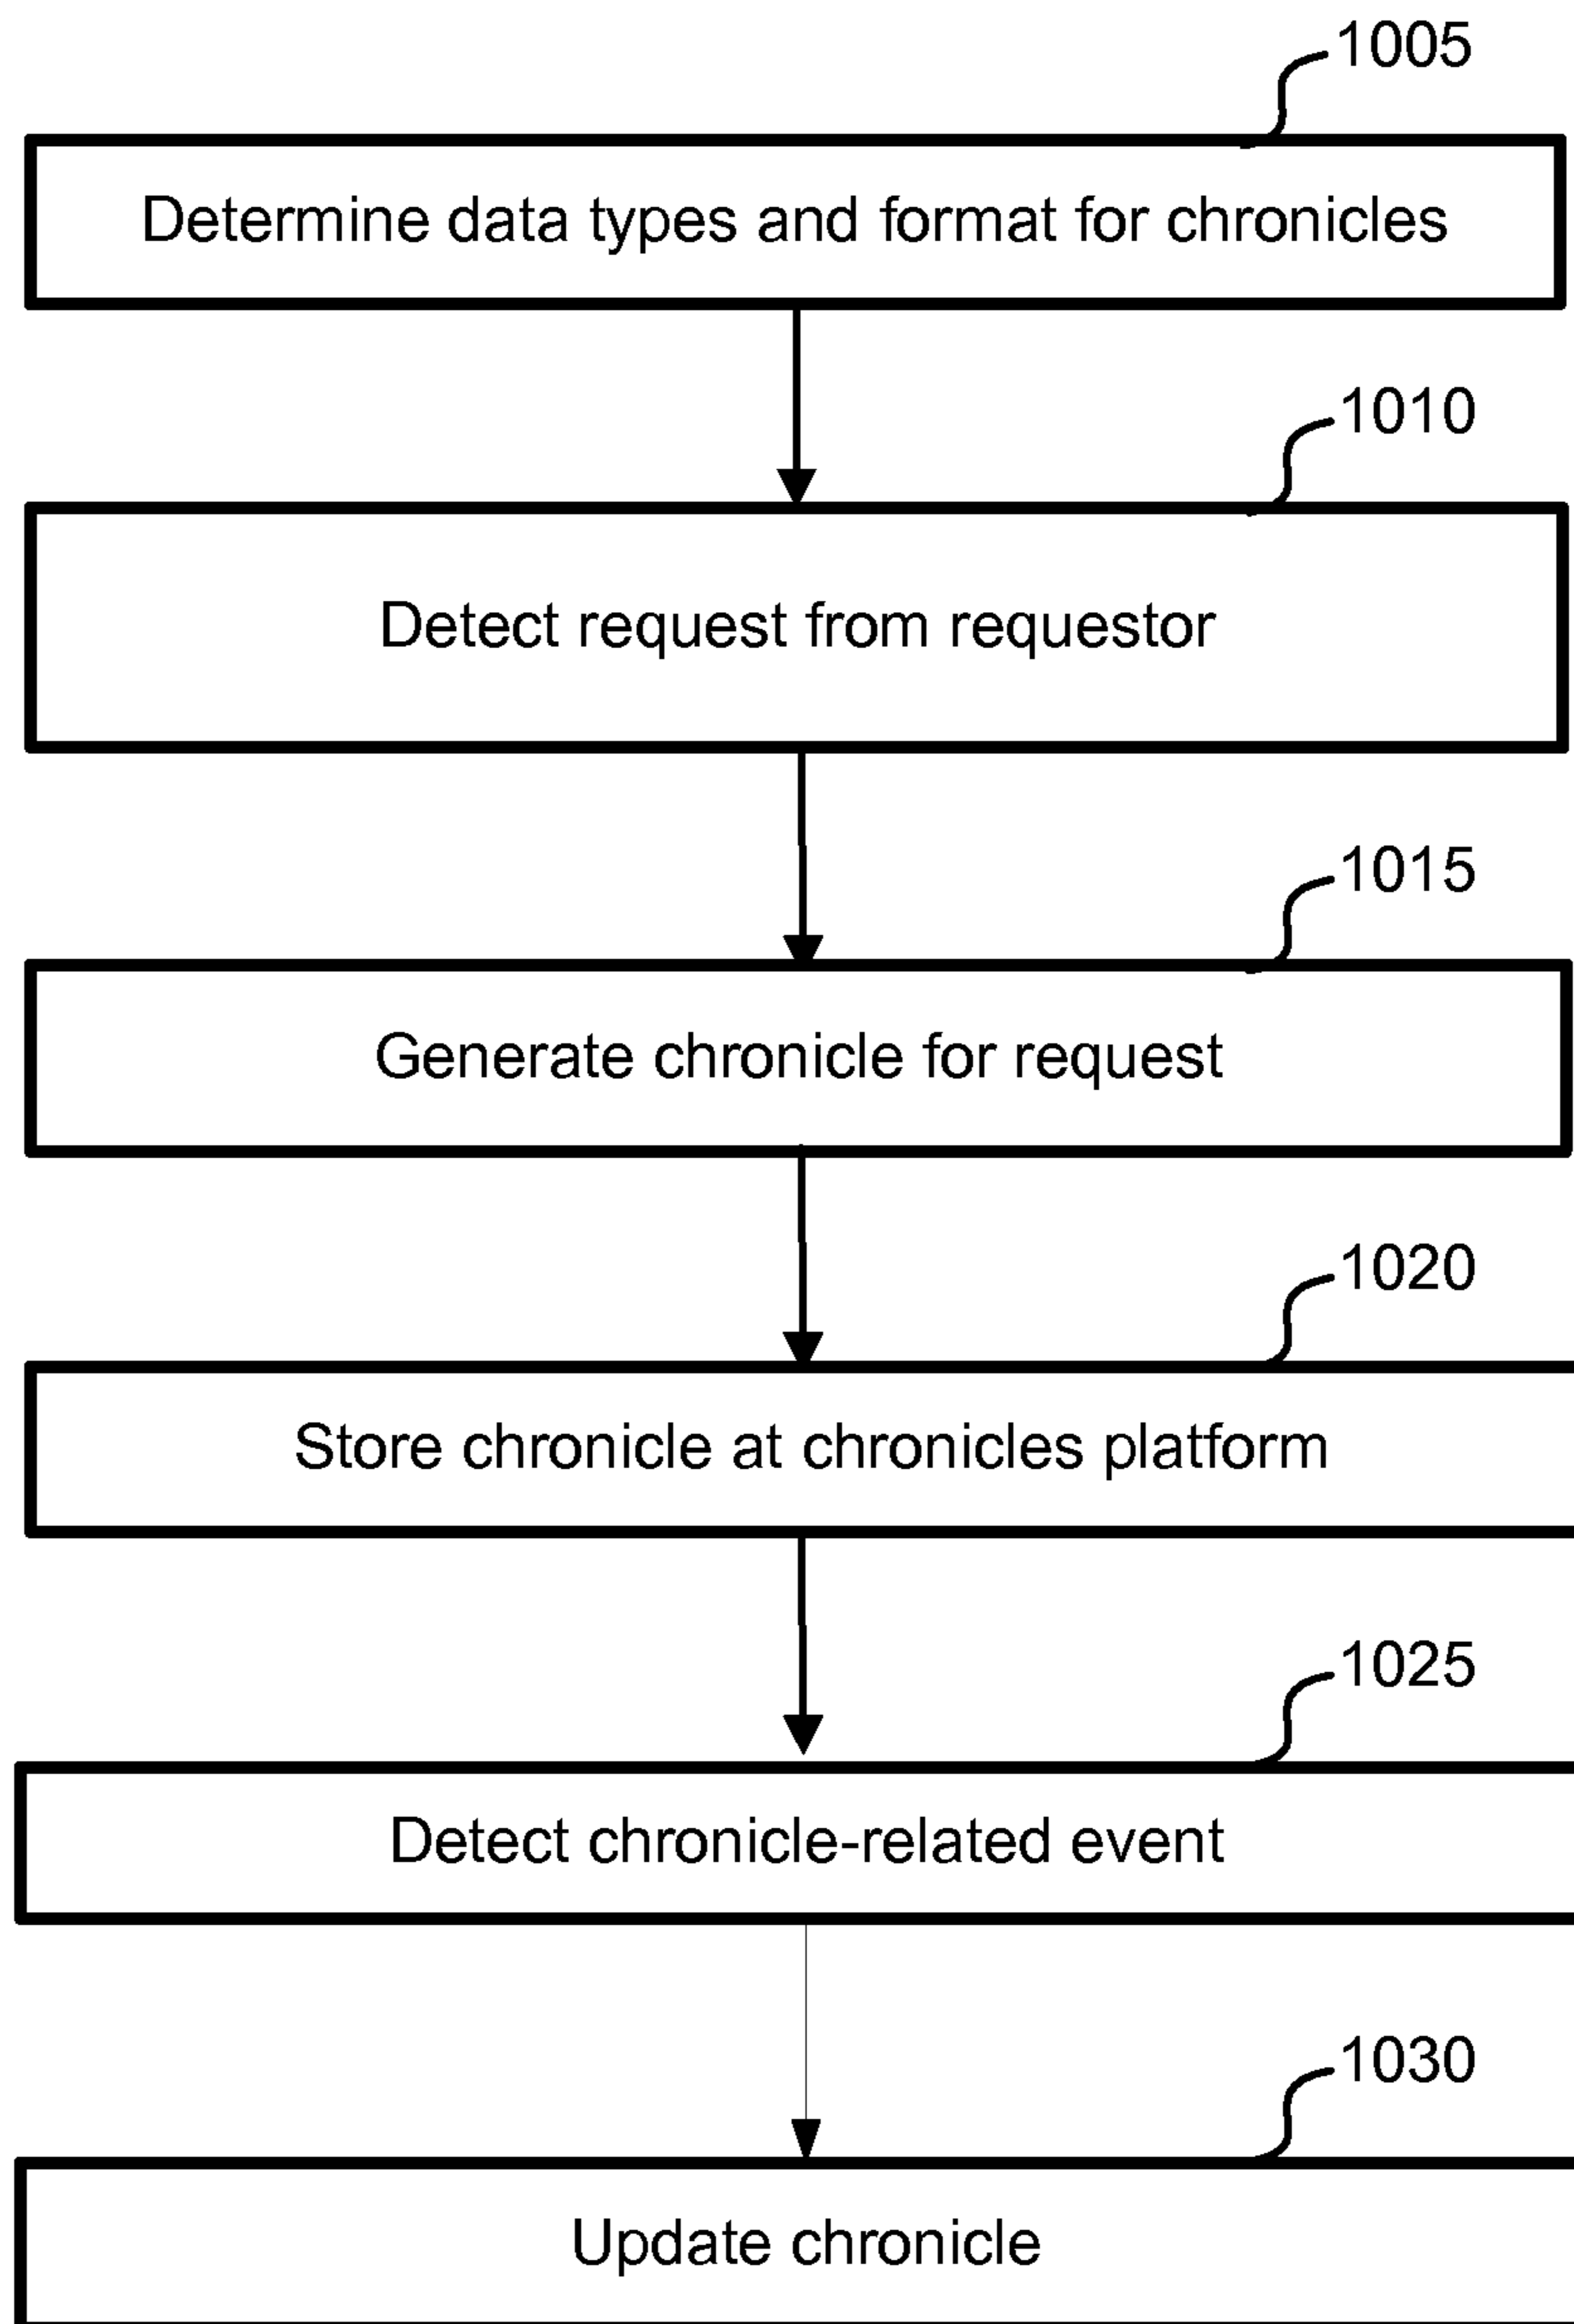 1005
Determine data types and format for chronicles
1010
Detect request from requestor
1015
Generate chronicle for request
1020
Store chronicle at chronicles platform
1025
Detect chronicle-related event
1030
Update chronicle